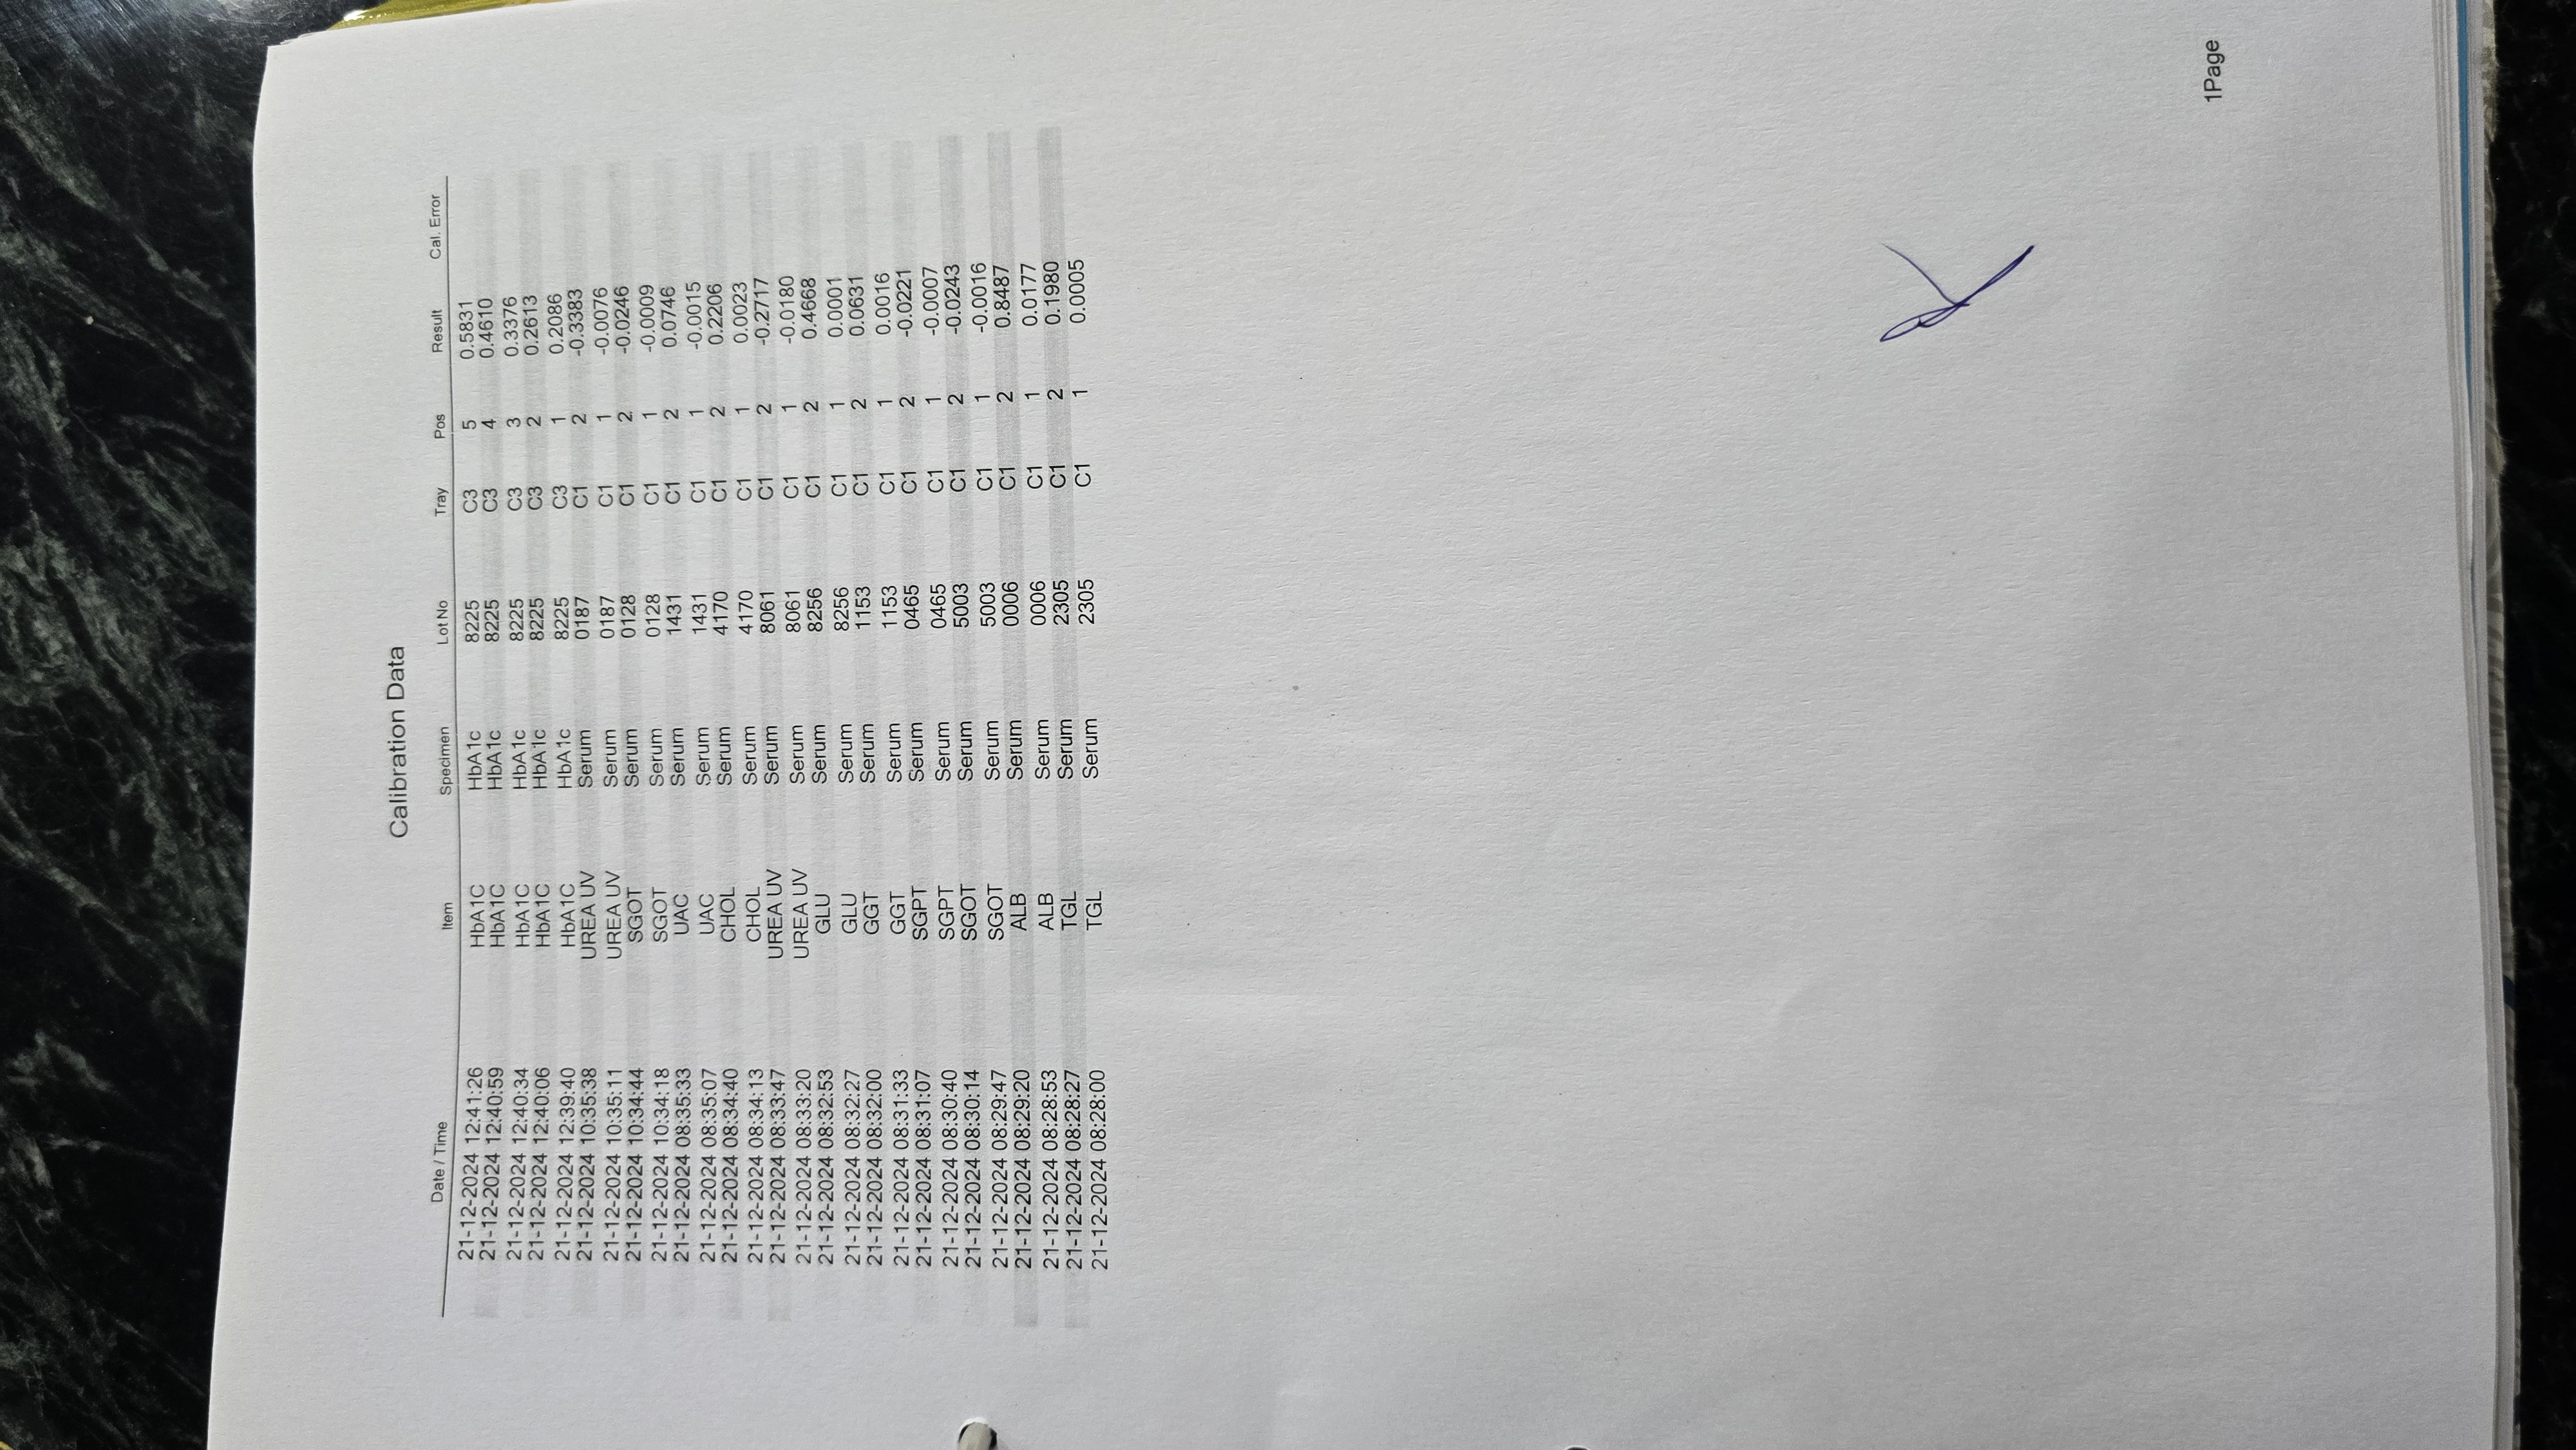 Calibration Data
Date / Time Item Specimen Lot No Tray Pos Result Cal. Error
21-12-2024 12:41:26 HbA1C HbA1c 8225 C3 5 0.5831
21-12-2024 12:40:59 HbA1C HbA1c 8225 C3 4 0.4610
21-12-2024 12:40:34 HbA1C HbA1c 8225 C3 3 0.3376
21-12-2024 12:40:06 HbA1C HbA1c 8225 C3 2 0.2613
21-12-2024 12:39:40 HbA1C HbA1c 8225 C3 1 0.2086
21-12-2024 10:35:38 UREA UV Serum 0187 C1 2 -0.3383
21-12-2024 10:35:11 UREA UV Serum 0187 C1 1 -0.0076
21-12-2024 10:34:44 SGOT Serum 0128 C1 2 -0.0246
21-12-2024 10:34:18 SGOT Serum 0128 C1 1 -0.0009
21-12-2024 08:35:33 UAC Serum 1431 C1 2 0.0746
21-12-2024 08:35:07 UAC Serum 1431 C1 1 -0.0015
21-12-2024 08:34:40 CHOL Serum 4170 C1 2 0.2206
21-12-2024 08:34:13 CHOL Serum 4170 C1 1 0.0023
21-12-2024 08:33:47 UREA UV Serum 8061 C1 2 -0.2717
21-12-2024 08:33:20 UREA UV Serum 8061 C1 1 -0.0180
21-12-2024 08:32:53 GLU Serum 8256 C1 2 0.4668
21-12-2024 08:32:27 GLU Serum 8256 C1 1 0.0001
21-12-2024 08:32:00 GGT Serum 1153 C1 2 0.0631
21-12-2024 08:31:33 GGT Serum 1153 C1 1 0.0016
21-12-2024 08:31:07 SGPT Serum 0465 C1 2 -0.0221
21-12-2024 08:30:40 SGPT Serum 0465 C1 1 -0.0007
21-12-2024 08:30:14 SGOT Serum 5003 C1 2 -0.0243
21-12-2024 08:29:47 SGOT Serum 5003 C1 1 -0.0016
21-12-2024 08:29:20 ALB Serum 0006 C1 2 0.8487
21-12-2024 08:28:53 ALB Serum 0006 C1 1 0.0177
21-12-2024 08:28:27 TGL Serum 2305 C1 2 0.1980
21-12-2024 08:28:00 TGL Serum 2305 C1 1 0.0005
1Page